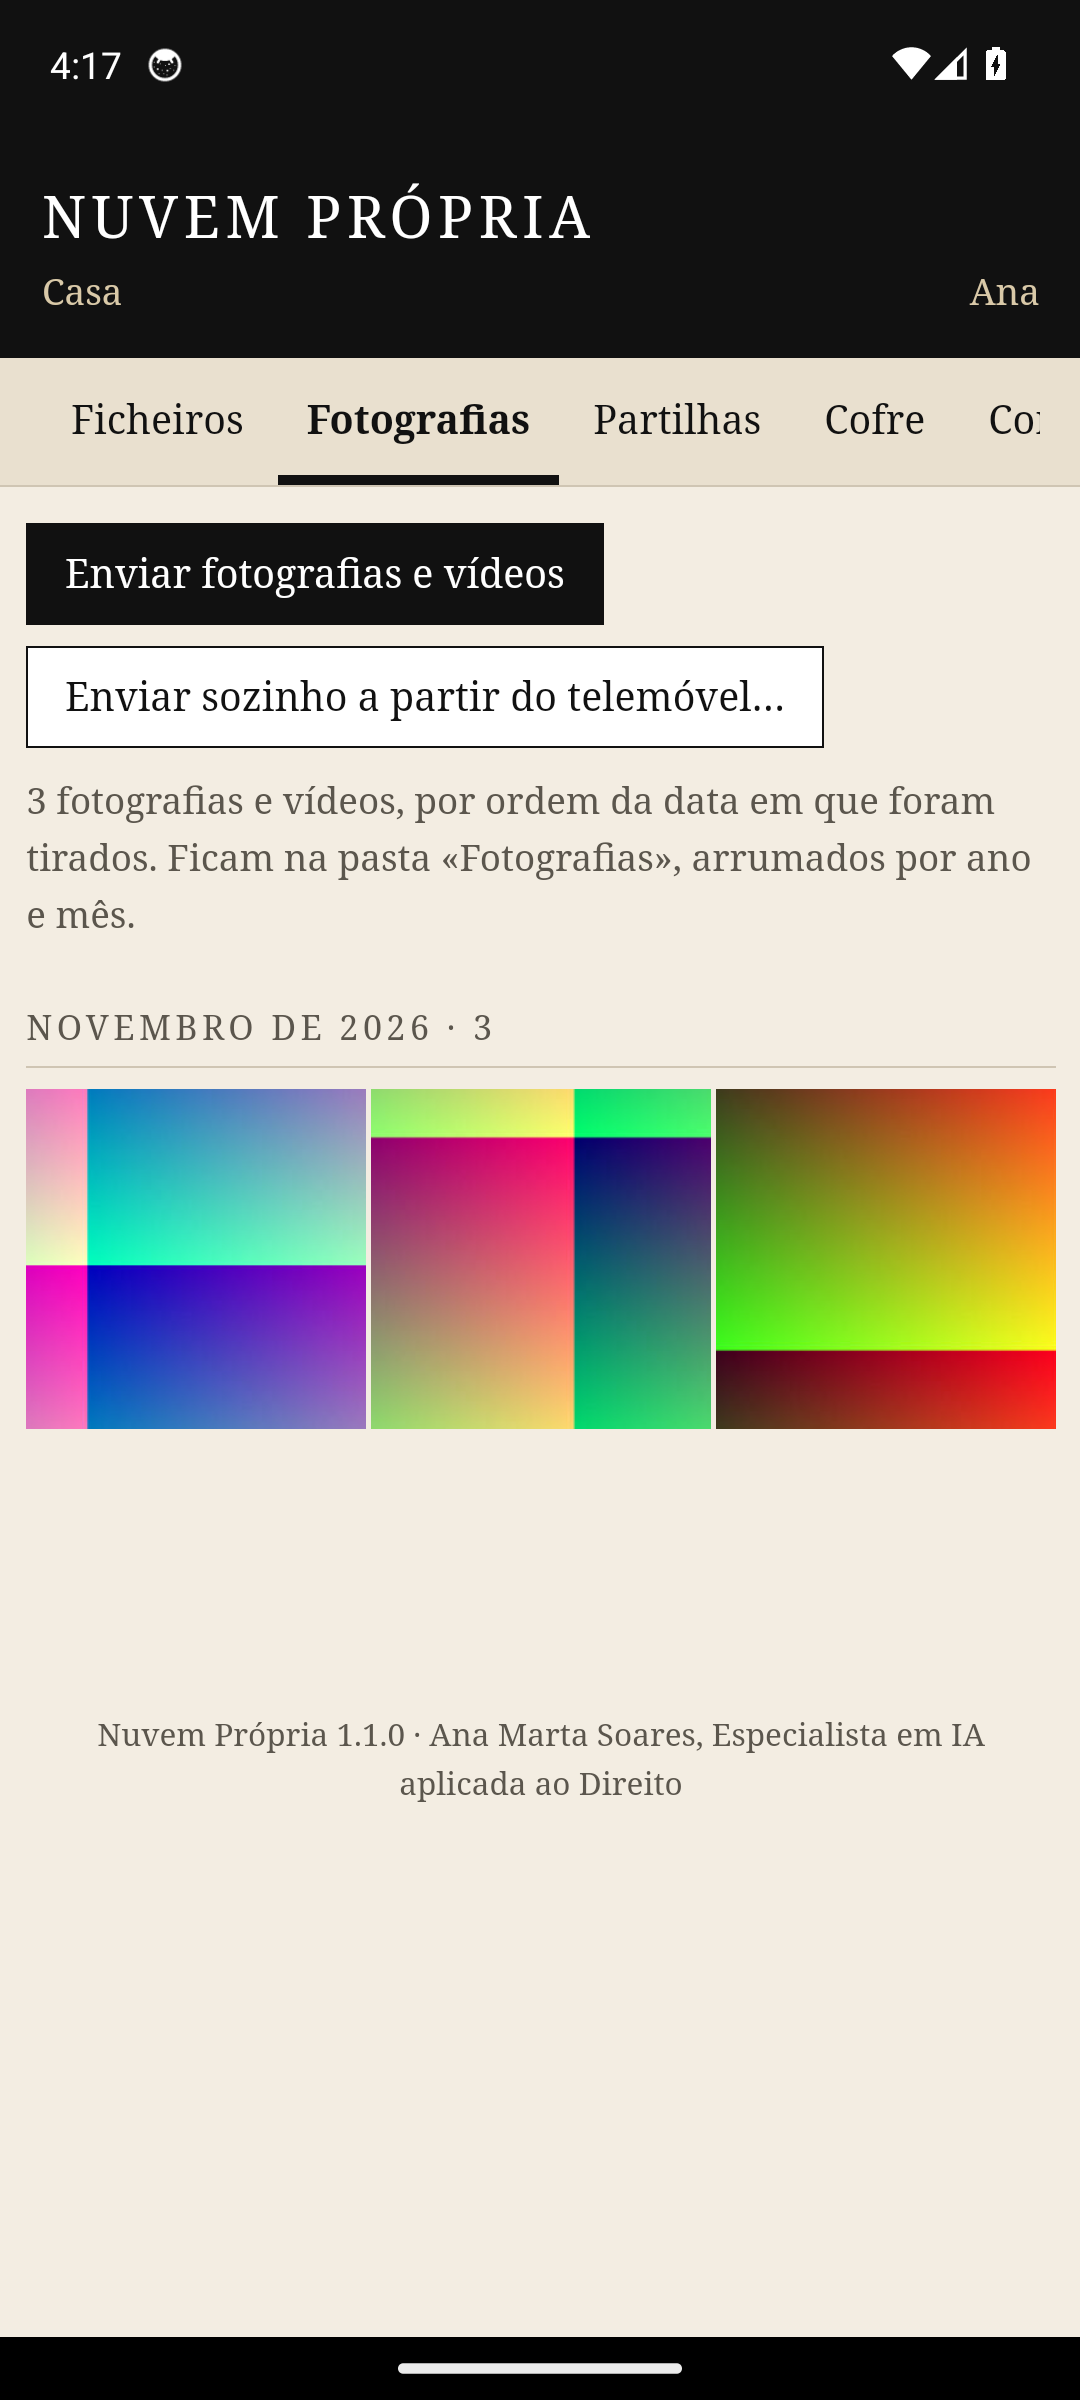 4:17
NUVEM PRÓPRIA
Casa Ana
Ficheiros Fotografias Partilhas Cofre
Enviar fotografias e vídeos
Enviar sozinho a partir do telemóvel...
3 fotografias e vídeos, por ordem da data em que foram
tirados. Ficam na pasta «Fotografias», arrumados por ano
e mês.
NOVEMBRO DE 2026 · 3
Nuvem Própria 1.1.0 · Ana Marta Soares, Especialista em IA
aplicada ao Direito